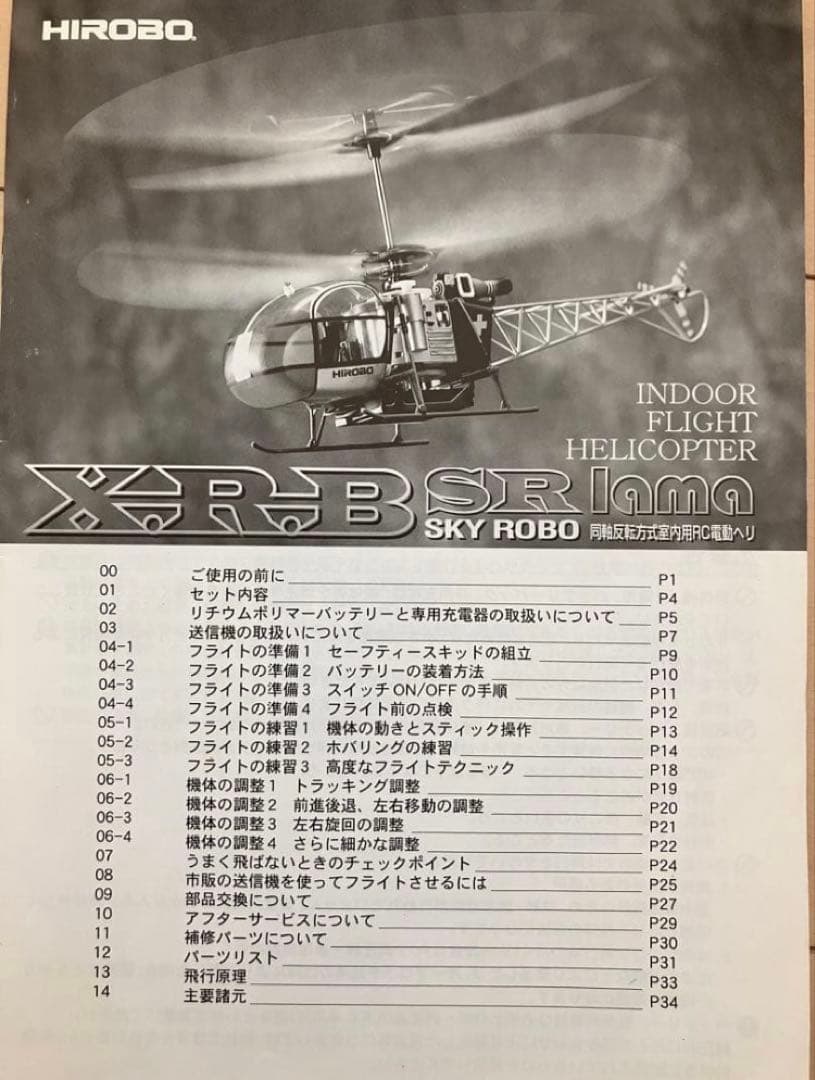 HIROBO
HIROBO
INDOOR
FLIGHT
HELICOPTER
X.R.B SR lama
SKY ROBO 同軸反転方式室内用RC電動ヘリ
00 ご使用の前に P1
01 セット内容 P4
02 リチウムポリマーバッテリーと専用充電器の取扱いについて P5
03 送信機の取扱いについて P7
04-1 フライトの準備1 セーフティースキッドの組立 P9
04-2 フライトの準備2 バッテリーの装着方法 P10
04-3 フライトの準備3 スイッチON/OFFの手順 P11
04-4 フライトの準備4 フライト前の点検 P12
05-1 フライトの練習1 機体の動きとスティック操作 P13
05-2 フライトの練習2 ホバリングの練習 P14
05-3 フライトの練習3 高度なフライトテクニック P18
06-1 機体の調整1 トラッキング調整 P19
06-2 機体の調整2 前進後退、左右移動の調整 P20
06-3 機体の調整3 左右旋回の調整 P21
06-4 機体の調整4 さらに細かな調整 P22
07 うまく飛ばないときのチェックポイント P24
08 市販の送信機を使ってフライトさせるには P25
09 部品交換について P27
10 アフターサービスについて P29
11 補修パーツについて P30
12 パーツリスト P31
13 飛行原理 P33
14 主要諸元 P34